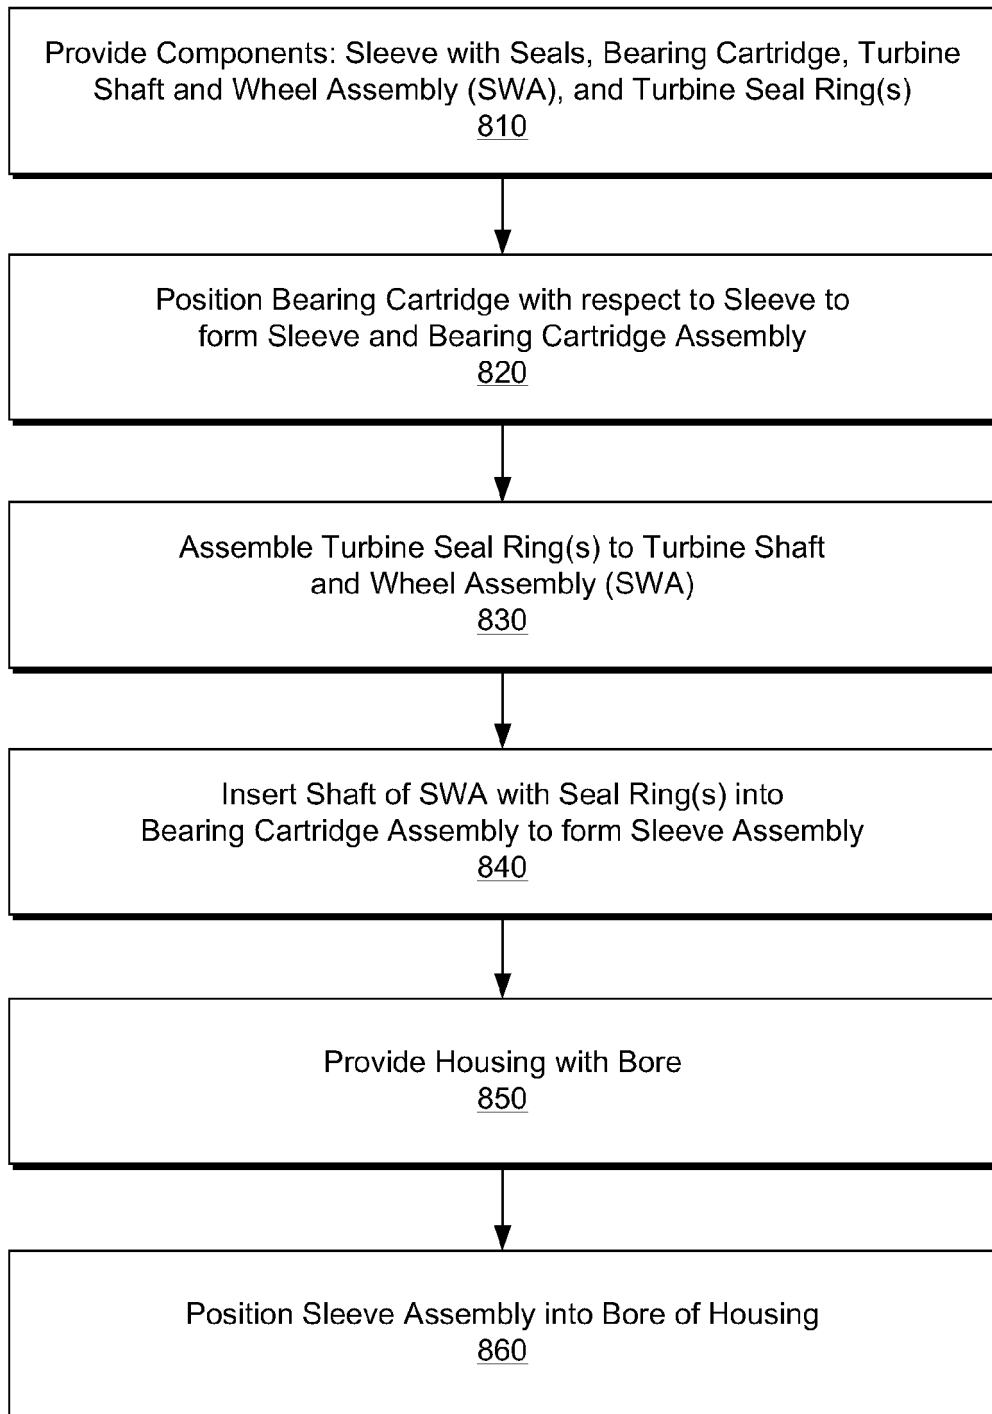 Provide Components: Sleeve with Seals, Bearing Cartridge, Turbine
Shaft and Wheel Assembly (SWA), and Turbine Seal Ring(s)
810
Position Bearing Cartridge with respect to Sleeve to
form Sleeve and Bearing Cartridge Assembly
820
Assemble Turbine Seal Ring(s) to Turbine Shaft
and Wheel Assembly (SWA)
830
Insert Shaft of SWA with Seal Ring(s) into
Bearing Cartridge Assembly to form Sleeve Assembly
840
Provide Housing with Bore
850
Position Sleeve Assembly into Bore of Housing
860